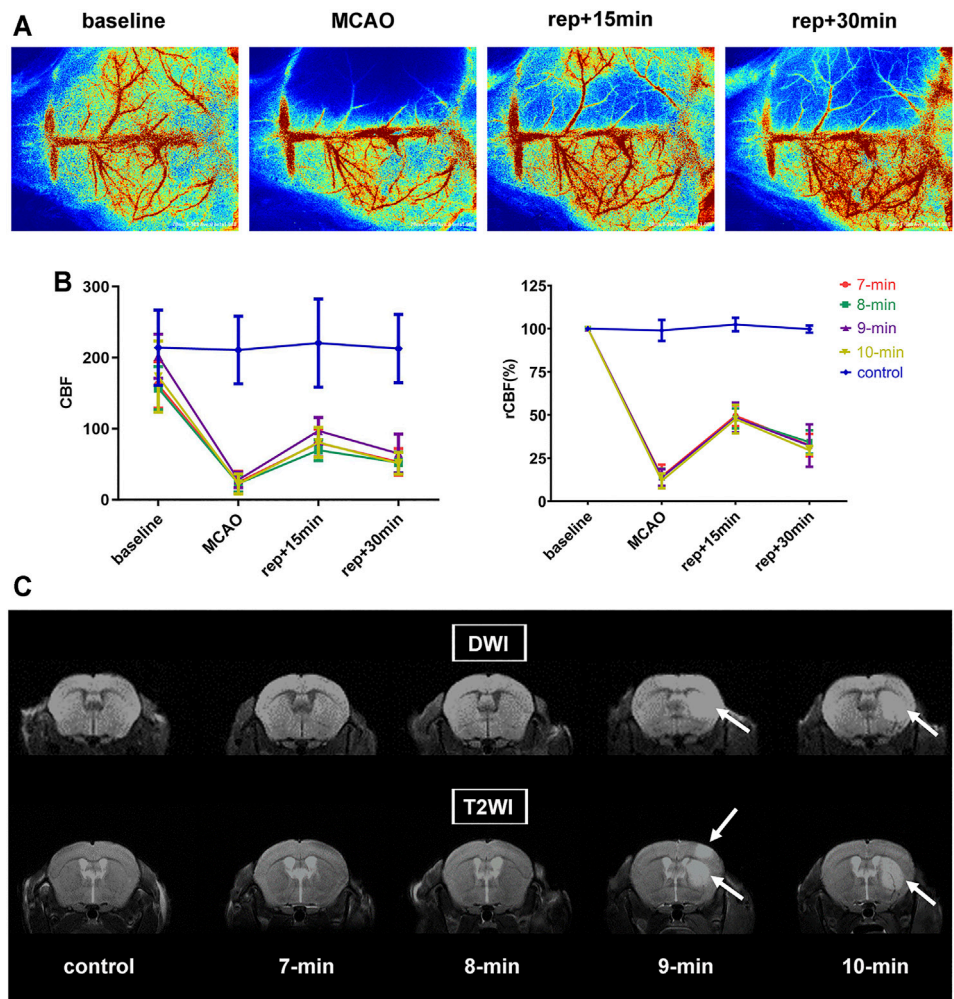 A
baseline MCAO rep+15min rep+30min
B
300
200
100
0
CBF
baseline MCAO rep+15min rep+30min
125
100
75
50
25
0
rCBF(%)
baseline MCAO rep+15min rep+30min
7-min
8-min
9-min
10-min
control
C
DWI
T2WI
control 7-min 8-min 9-min 10-min